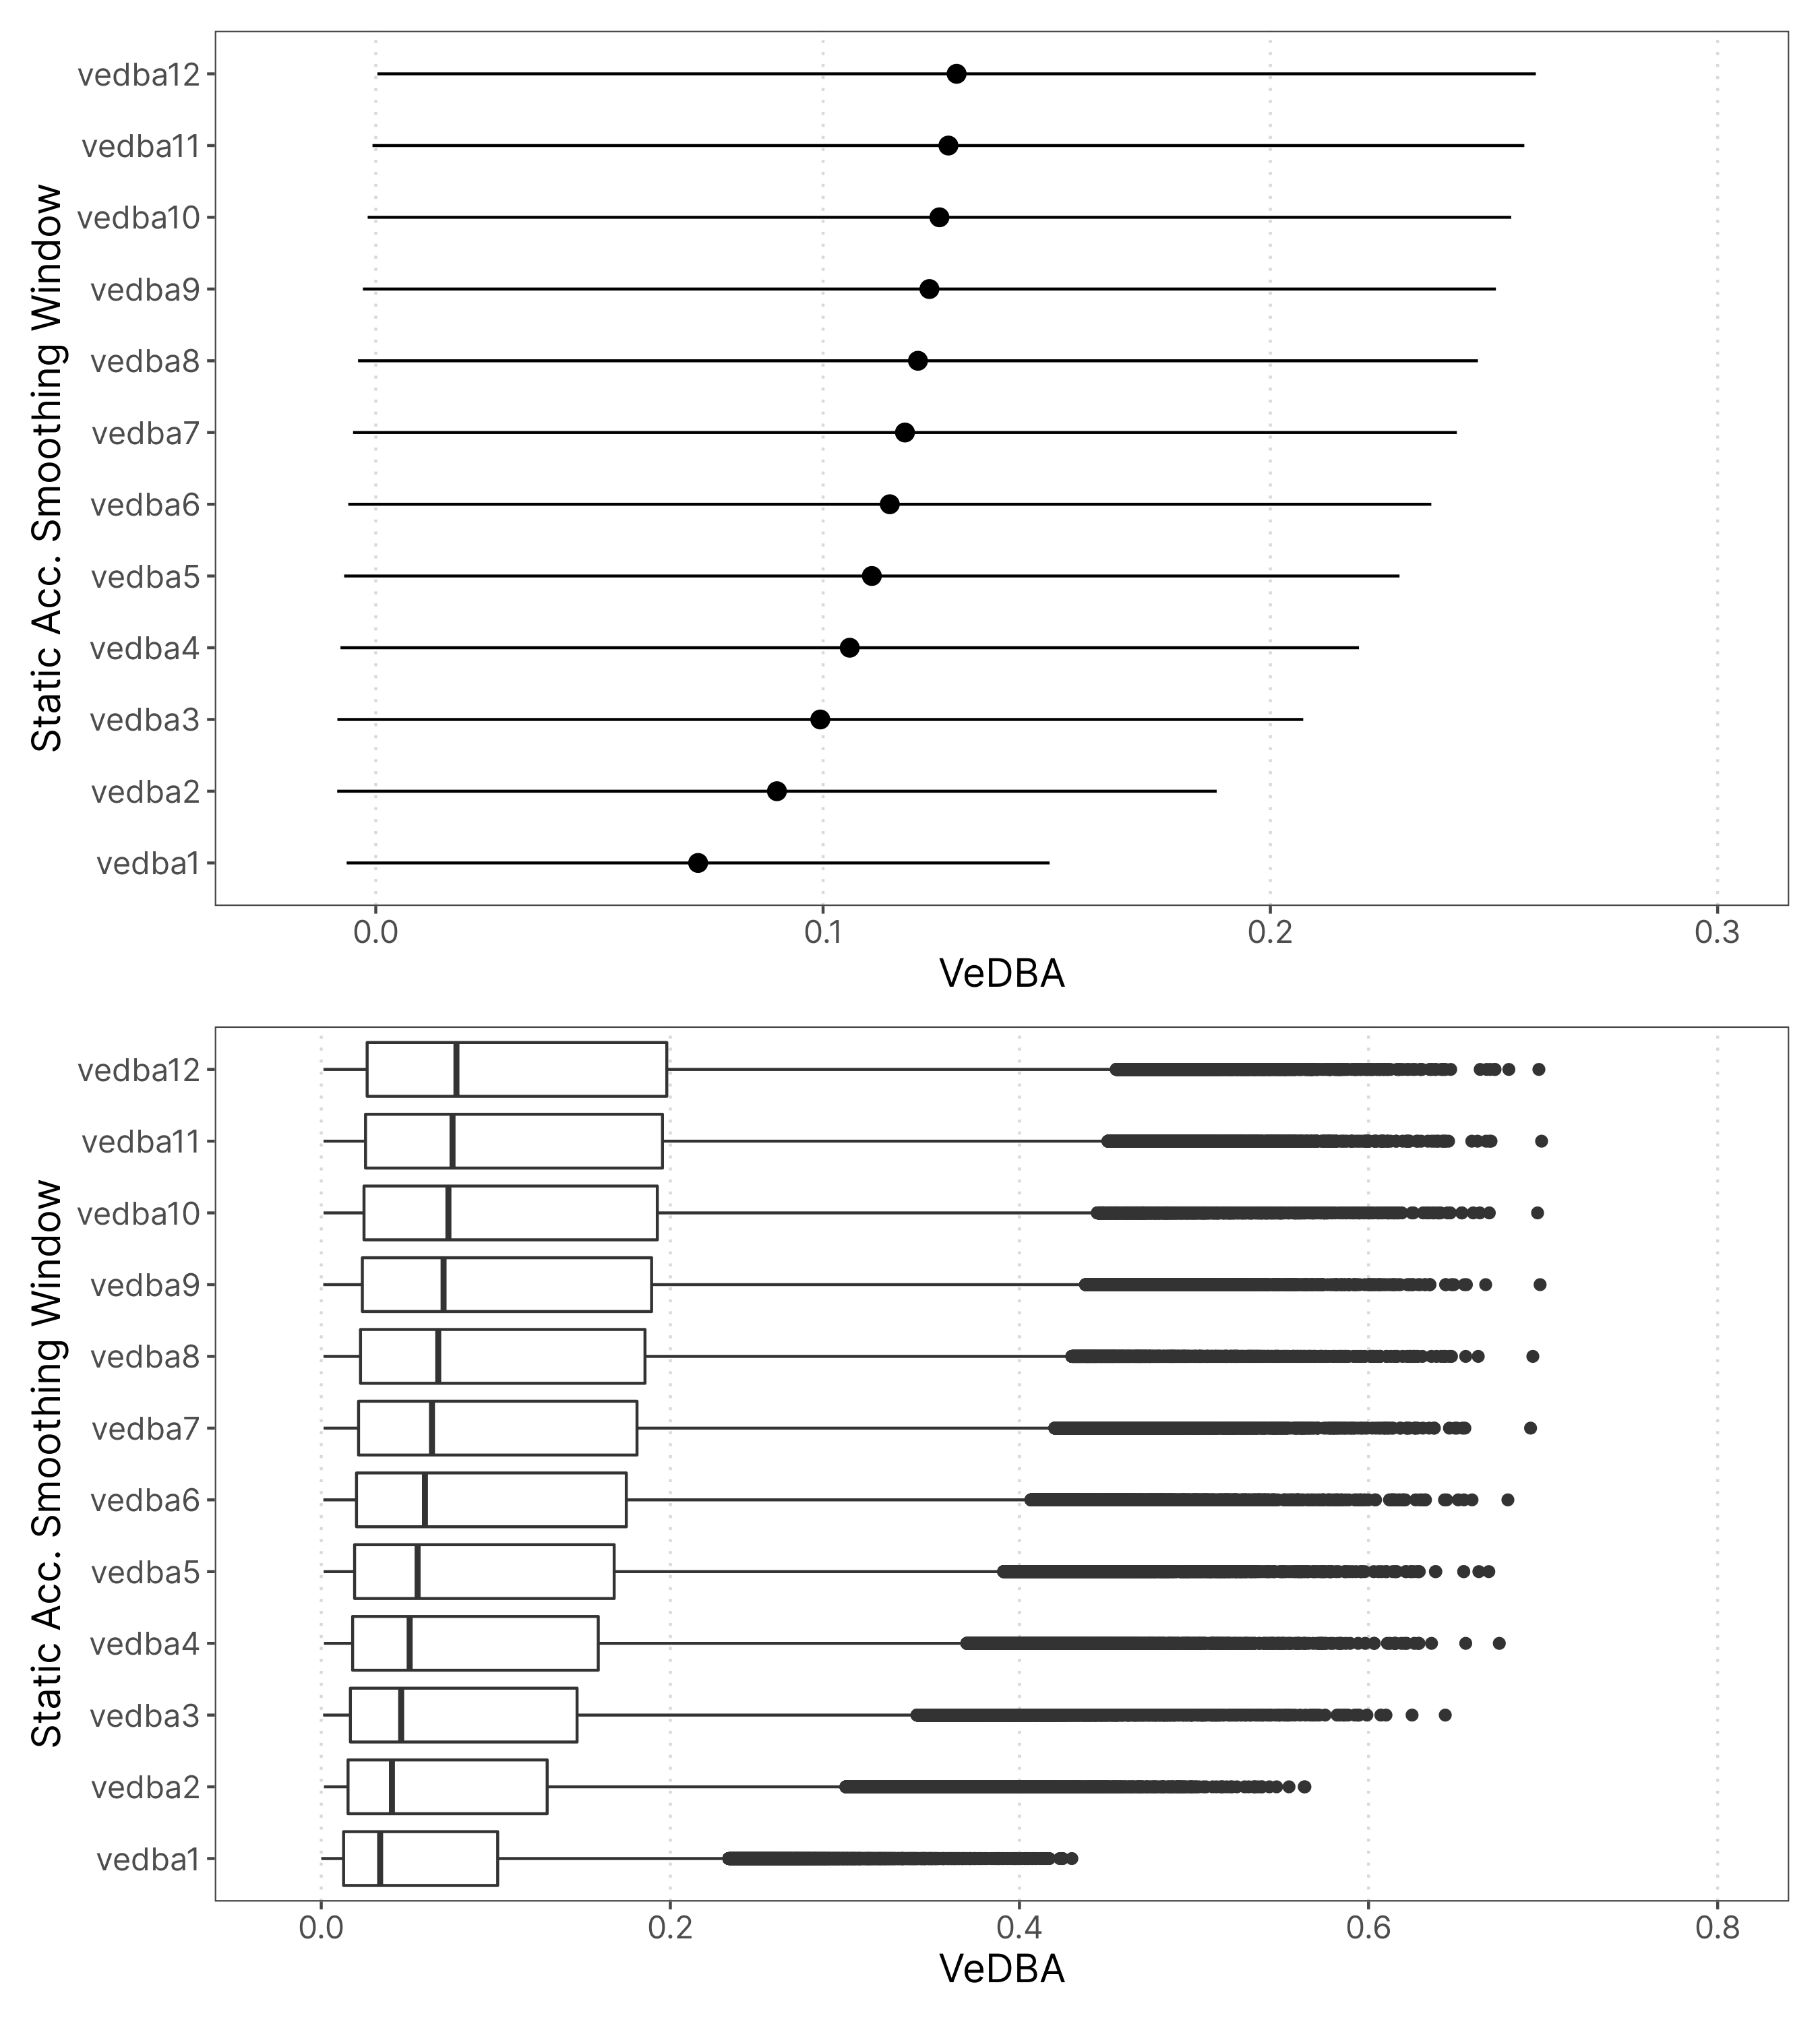 Static Acc. Smoothing Window
vedba12
vedba11
vedba10
vedba9
vedba8
vedba7
vedba6
vedba5
vedba4
vedba3
vedba2
vedba1
0.0 0.1 0.2 0.3
VeDBA
Static Acc. Smoothing Window
vedba12
vedba11
vedba10
vedba9
vedba8
vedba7
vedba6
vedba5
vedba4
vedba3
vedba2
vedba1
0.0 0.2 0.4 0.6 0.8
VeDBA